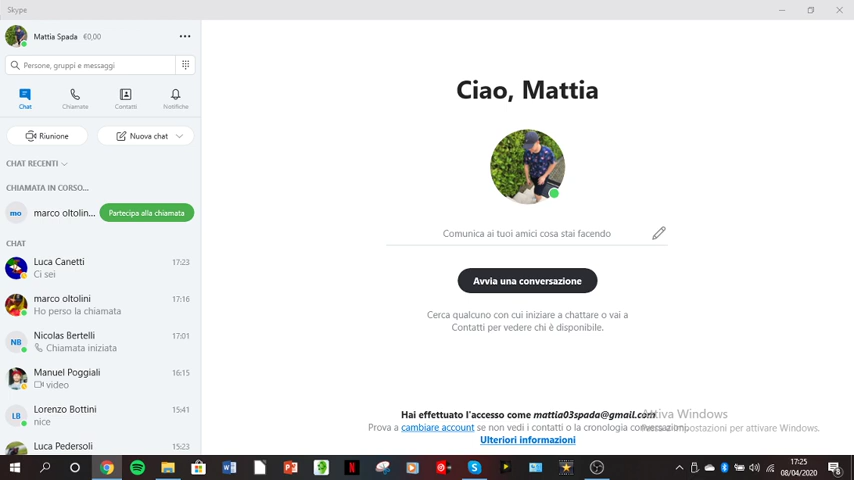 Skype
Mattia Spada €0,00
Persone, gruppi e messaggi
Chat Chiamate Contatti Notifiche
Riunione Nuova chat
CHAT RECENTI
CHIAMATA IN CORSO...
mo marco oltolin... Partecipa alla chiamata
CHAT
Luca Canetti 17:23
Ci sei
marco oltolini 17:16
Ho perso la chiamata
NB Nicolas Bertelli 17:01
Chiamata iniziata
Manuel Poggiali 16:15
video
LB Lorenzo Bottini 15:41
nice
Luca Pedersoli 15:23
Ciao, Mattia
Comunica ai tuoi amici cosa stai facendo
Avvia una conversazione
Cerca qualcuno con cui iniziare a chattare o vai a
Contatti per vedere chi è disponibile.
Hai effettuato l'accesso come mattia03spada@gmail.com
Attiva Windows
Prova a cambiare account se non vedi i contatti o la cronologia conversazioni.
impostazioni per attivare Windows.
Ulteriori informazioni
17:25
08/04/2020
8